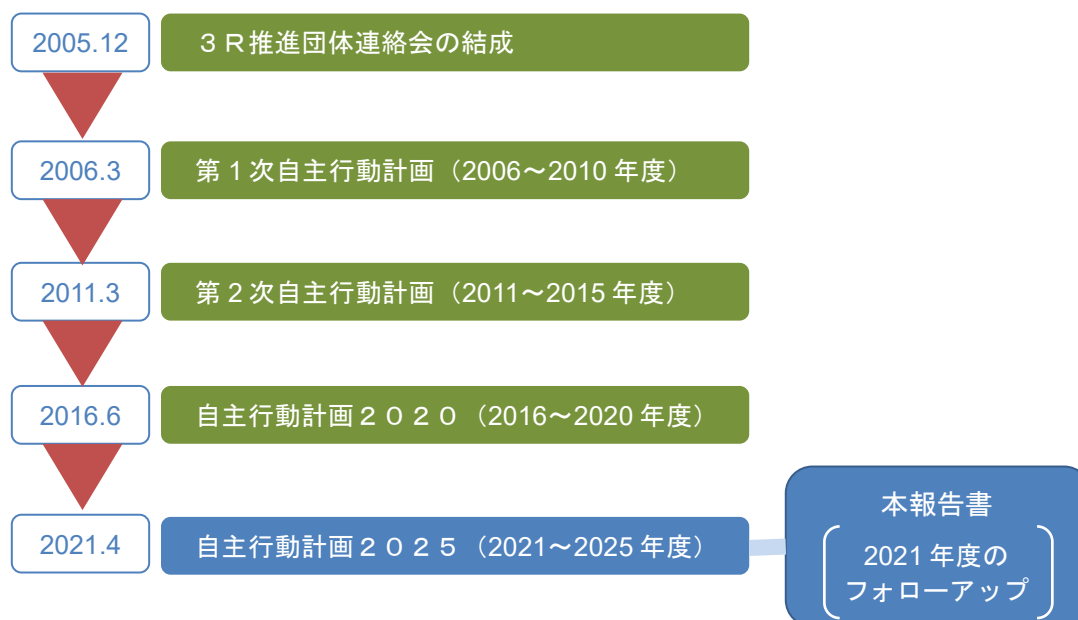 2005.12
３Ｒ推進団体連絡会の結成
2006.3
第１次自主行動計画（2006～2010 年度）
2011.3
第２次自主行動計画（2011～2015 年度）
2016.6
自主行動計画２０２０（2016～2020 年度）
2021.4
自主行動計画２０２５（2021～2025 年度）
本報告書
2021 年度の
フォローアップ